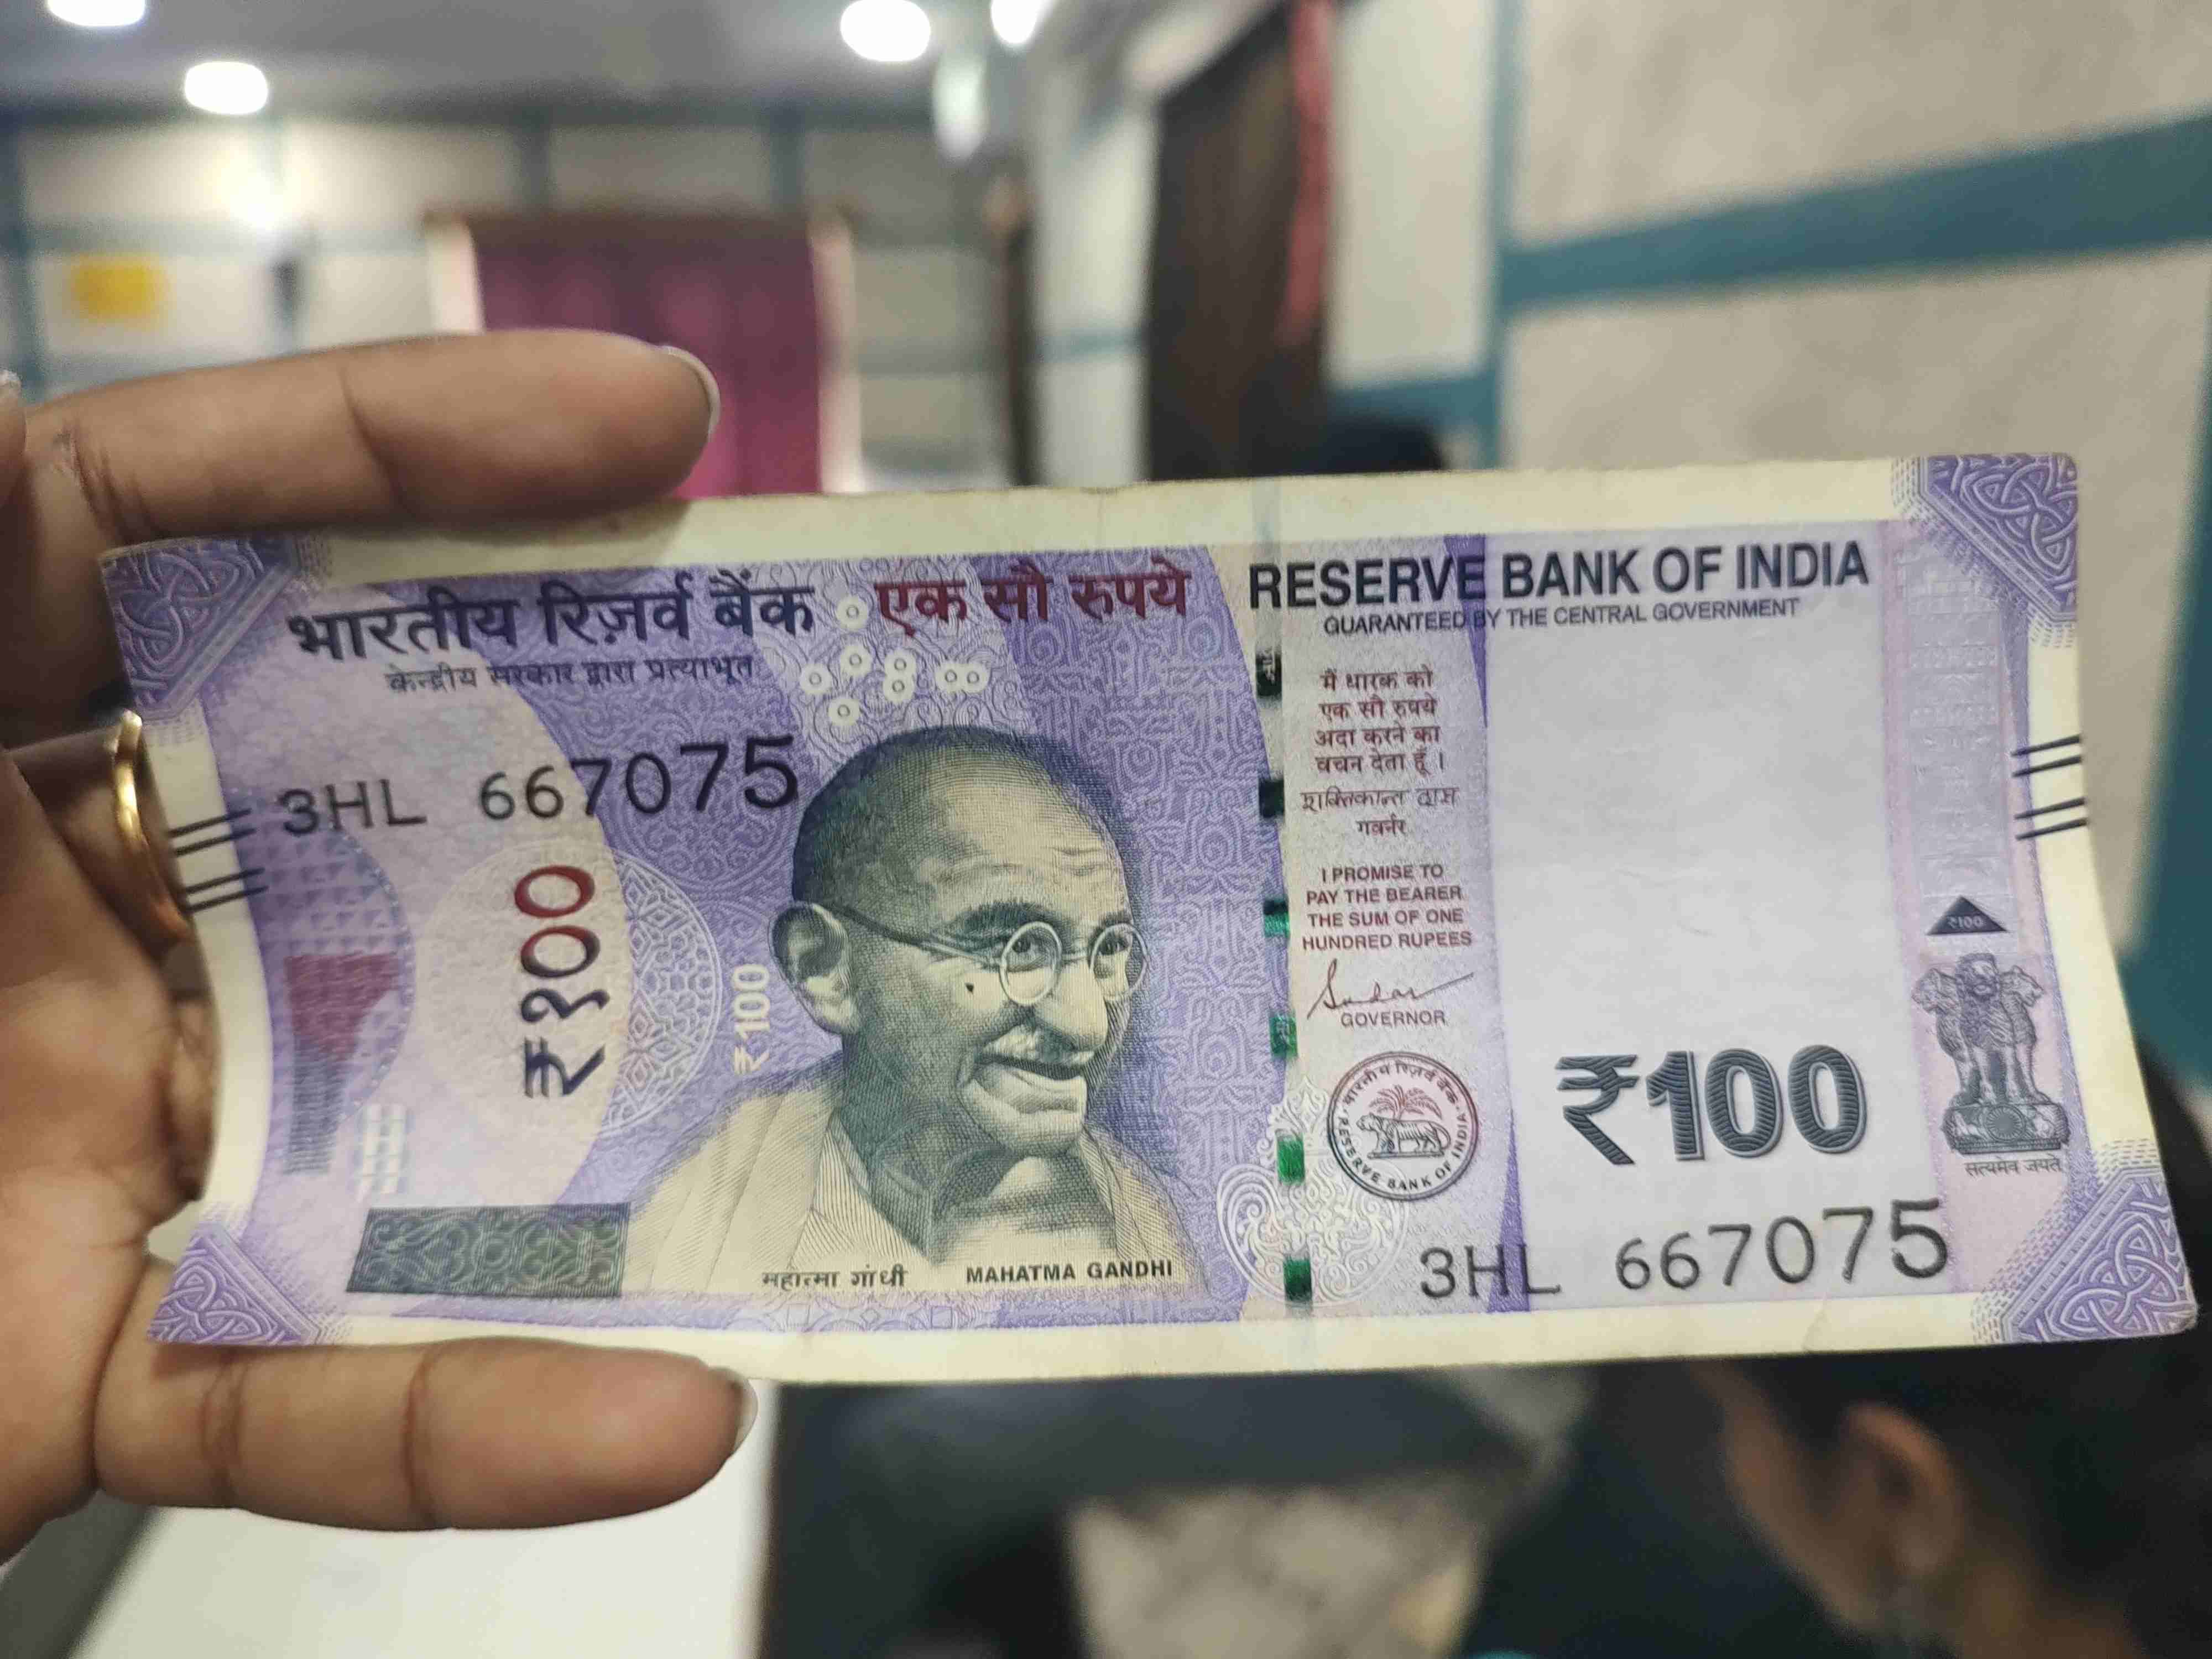 भारतीय रिज़र्व बैंक
एक सौ रुपये
केन्द्रीय सरकार द्वारा प्रत्याभूत
RESERVE BANK OF INDIA
GUARANTEED BY THE CENTRAL GOVERNMENT
3HL 667075
₹१००
₹100
महात्मा गांधी
MAHATMA GANDHI
मैं धारक को
एक सौ रुपये
अदा करने का
वचन देता हूँ ।
शक्तिकान्त दास
गवर्नर
I PROMISE TO
PAY THE BEARER
THE SUM OF ONE
HUNDRED RUPEES
GOVERNOR
भारतीय रिज़र्व बैंक
RESERVE BANK OF INDIA
₹100
₹100
सत्यमेव जयते
3HL 667075